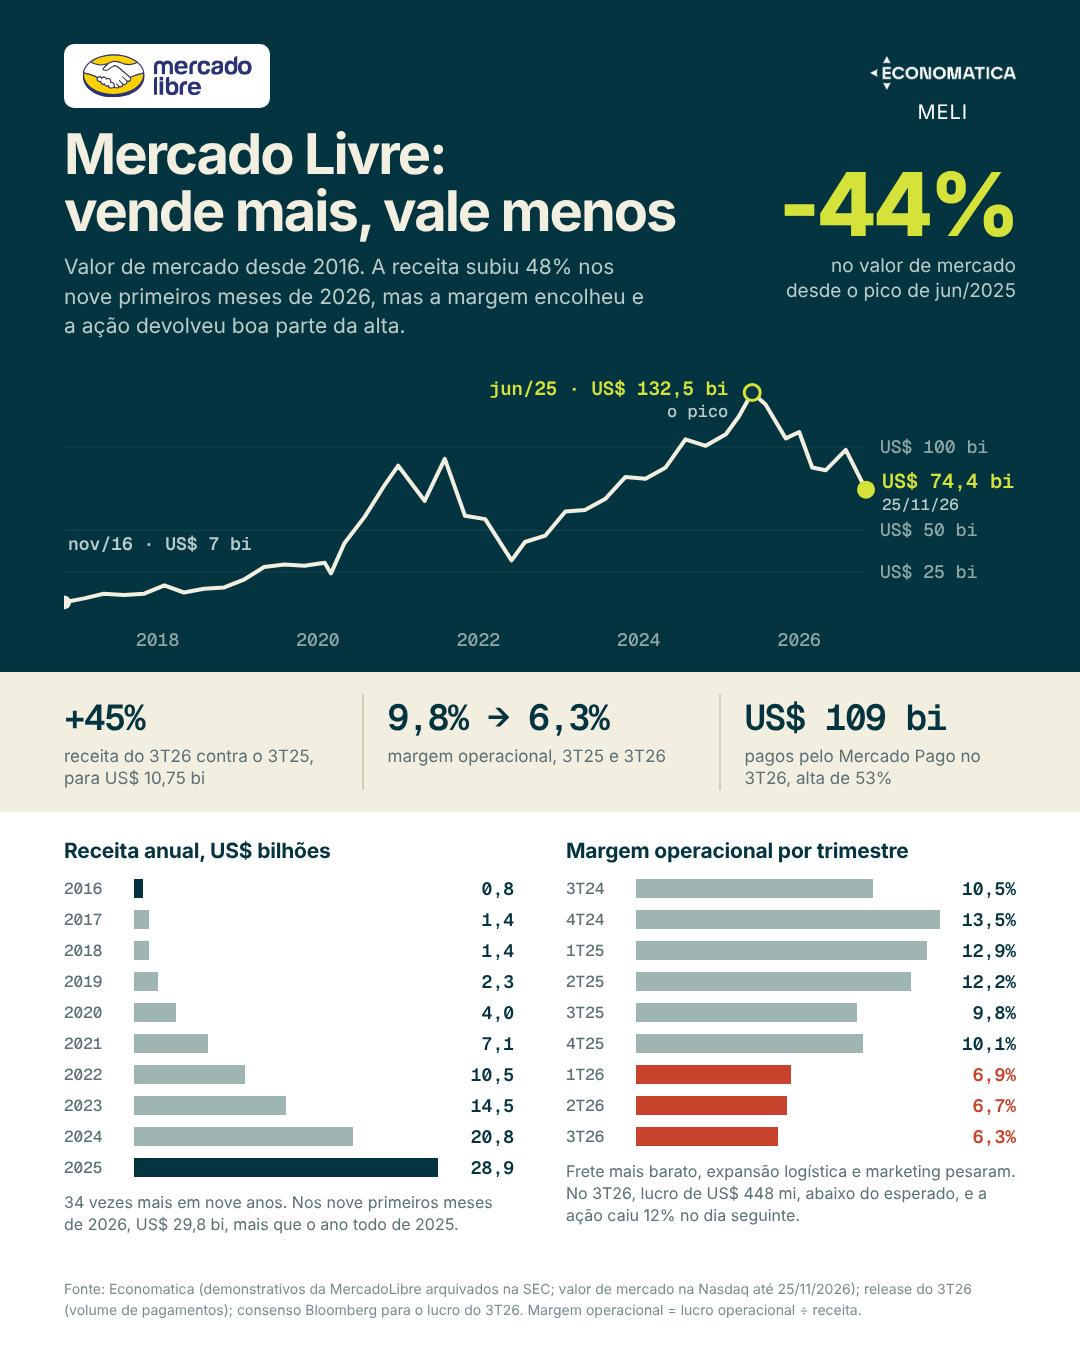 mercado
libre
ECONOMATICA
MELI
Mercado Livre:
vende mais, vale menos
-44%
no valor de mercado
desde o pico de jun/2025
Valor de mercado desde 2016. A receita subiu 48% nos
nove primeiros meses de 2026, mas a margem encolheu e
a ação devolveu boa parte da alta.
jun/25 · US$ 132,5 bi
o pico
US$ 100 bi
US$ 74,4 bi
25/11/26
US$ 50 bi
nov/16 · US$ 7 bi
US$ 25 bi
2018 2020 2022 2024 2026
+45%
receita do 3T26 contra o 3T25,
para US$ 10,75 bi
9,8% → 6,3%
margem operacional, 3T25 e 3T26
US$ 109 bi
pagos pelo Mercado Pago no
3T26, alta de 53%
Receita anual, US$ bilhões
2016 0,8
2017 1,4
2018 1,4
2019 2,3
2020 4,0
2021 7,1
2022 10,5
2023 14,5
2024 20,8
2025 28,9
34 vezes mais em nove anos. Nos nove primeiros meses
de 2026, US$ 29,8 bi, mais que o ano todo de 2025.
Margem operacional por trimestre
3T24 10,5%
4T24 13,5%
1T25 12,9%
2T25 12,2%
3T25 9,8%
4T25 10,1%
1T26 6,9%
2T26 6,7%
3T26 6,3%
Frete mais barato, expansão logística e marketing pesaram.
No 3T26, lucro de US$ 448 mi, abaixo do esperado, e a
ação caiu 12% no dia seguinte.
Fonte: Economatica (demonstrativos da MercadoLibre arquivados na SEC; valor de mercado na Nasdaq até 25/11/2026); release do 3T26
(volume de pagamentos); consenso Bloomberg para o lucro do 3T26. Margem operacional = lucro operacional ÷ receita.